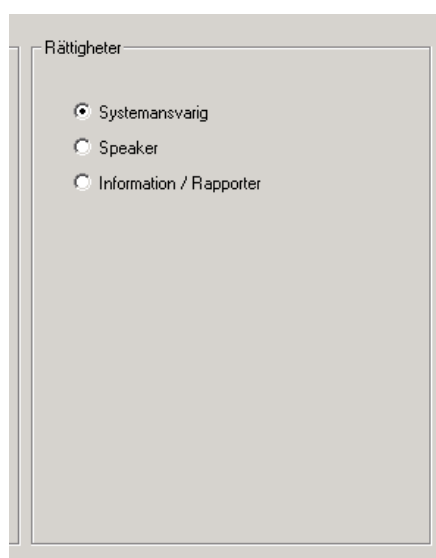 Rättigheter
Systemansvarig
Speaker
Information / Rapporter